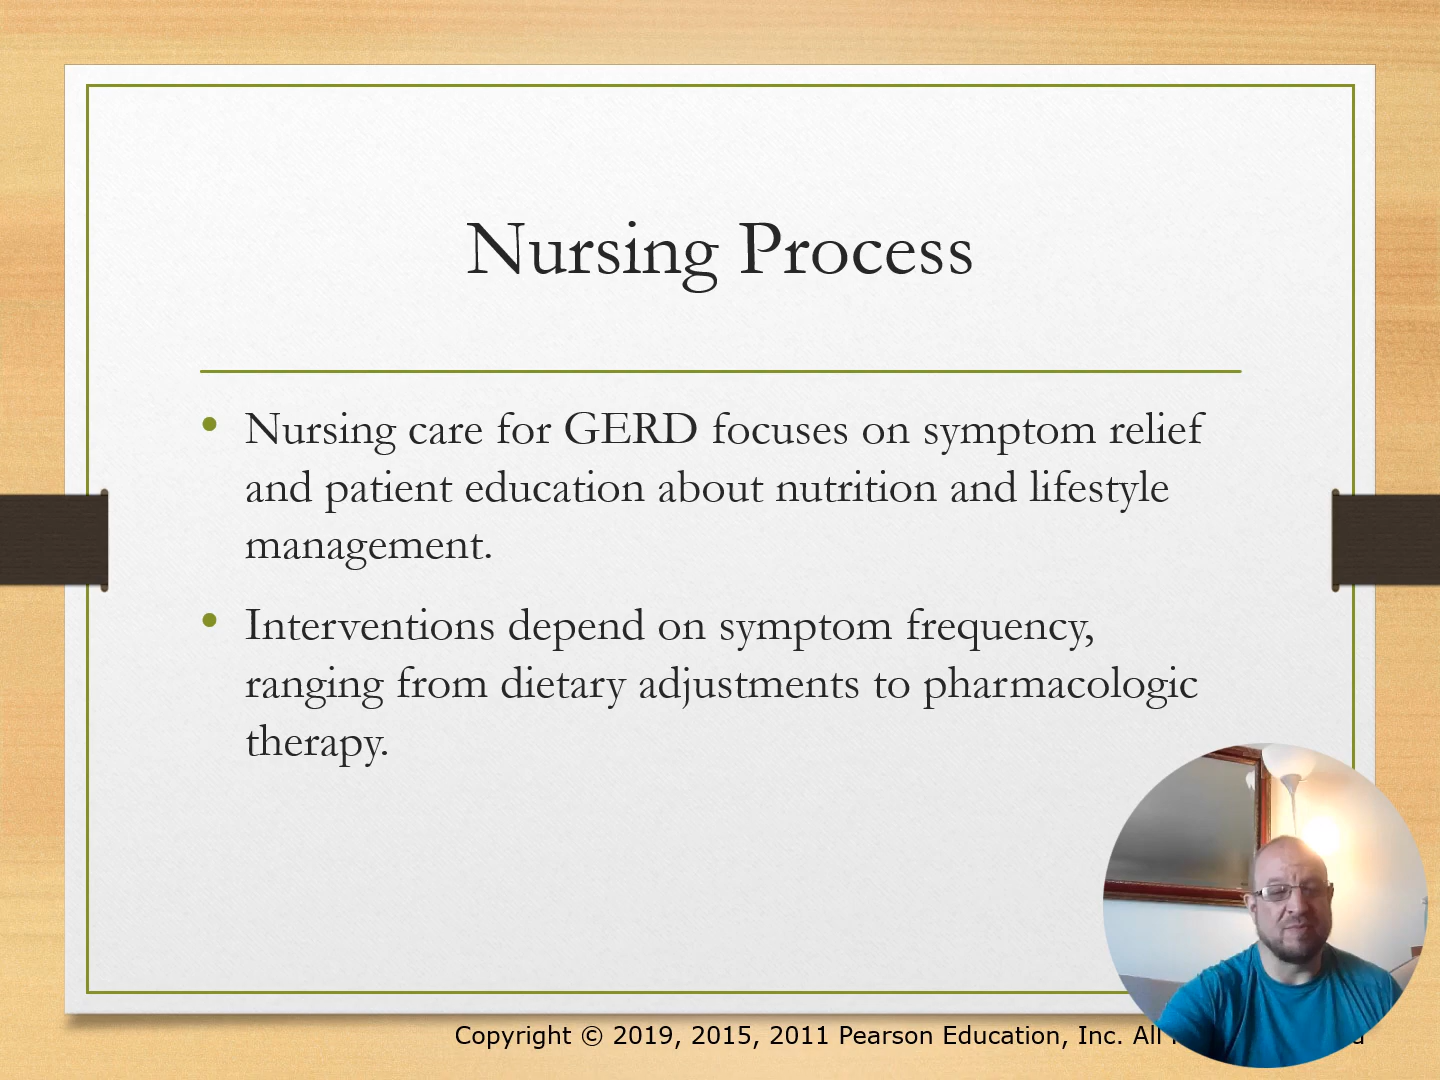 Nursing Process
• Nursing care for GERD focuses on symptom relief
and patient education about nutrition and lifestyle
management.
• Interventions depend on symptom frequency,
ranging from dietary adjustments to pharmacologic
therapy.
Copyright © 2019, 2015, 2011 Pearson Education, Inc. All